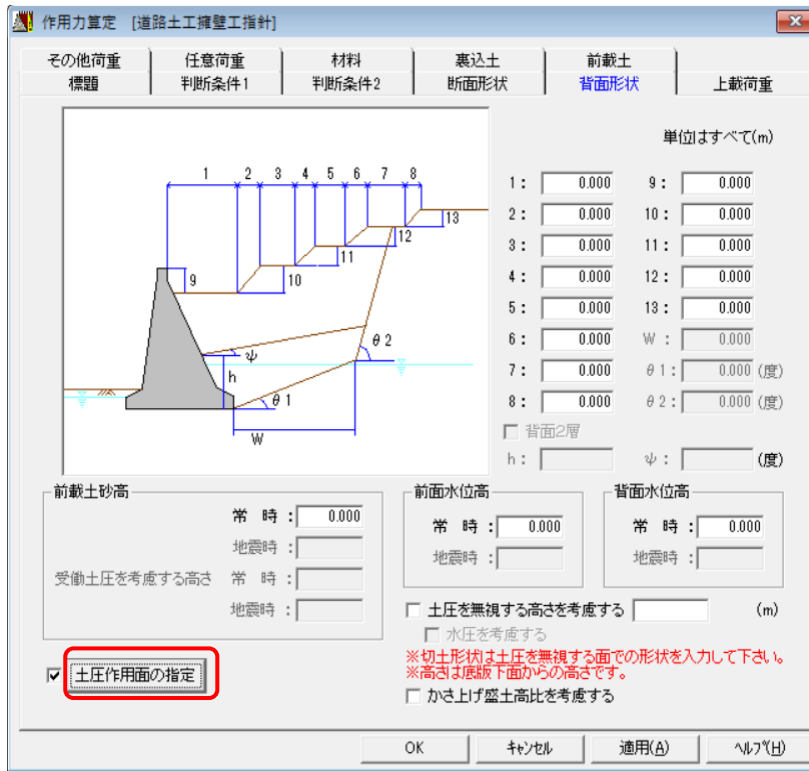 作用力算定 [道路土工擁壁工指針]
その他荷重 任意荷重 材料 裏込土 前載土
標題 判断条件1 判断条件2 断面形状 背面形状 上載荷重
単位はすべて(m)
1 2 3 4 5 6 7 8
13
12
11
10
9
ψ
h
θ2
θ1
W
1: 0.000 9: 0.000
2: 0.000 10: 0.000
3: 0.000 11: 0.000
4: 0.000 12: 0.000
5: 0.000 13: 0.000
6: 0.000 W: 0.000
7: 0.000 θ1: 0.000 (度)
8: 0.000 θ2: 0.000 (度)
背面2層
h: ψ: (度)
前載土砂高
常 時: 0.000
地震時:
受働土圧を考慮する高さ 常 時:
地震時:
前面水位高
常 時: 0.000
地震時:
背面水位高
常 時: 0.000
地震時:
土圧を無視する高さを考慮する (m)
水圧を考慮する
※切土形状は土圧を無視する面での形状を入力して下さい。
※高さは底版下面からの高さです。
土圧作用面の指定
かさ上げ盛土高比を考慮する
OK キャンセル 適用(A) ヘルプ(H)